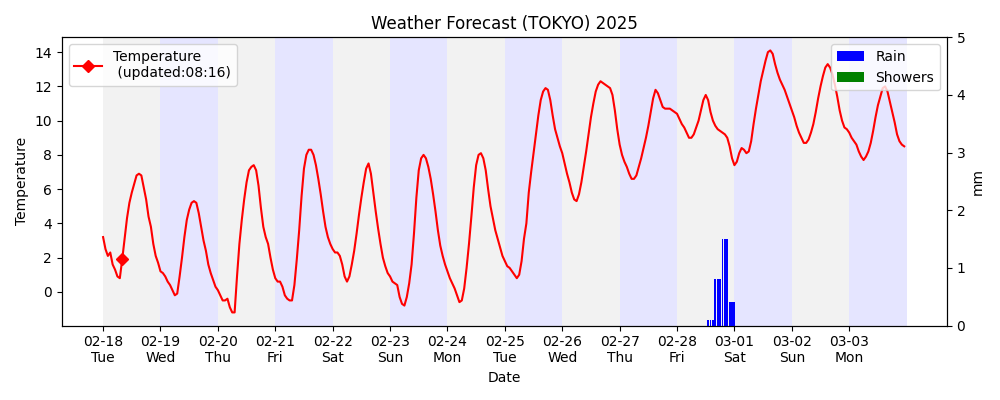 Weather Forecast (TOKYO) 2025
Temperature
(updated:08:16)
Rain
Showers
Temperature
14
12
10
8
6
4
2
0
5
4
3
2
1
0
mm
02-18 02-19 02-20 02-21 02-22 02-23 02-24 02-25 02-26 02-27 02-28 03-01 03-02 03-03
Tue Wed Thu Fri Sat Sun Mon Tue Wed Thu Fri Sat Sun Mon
Date